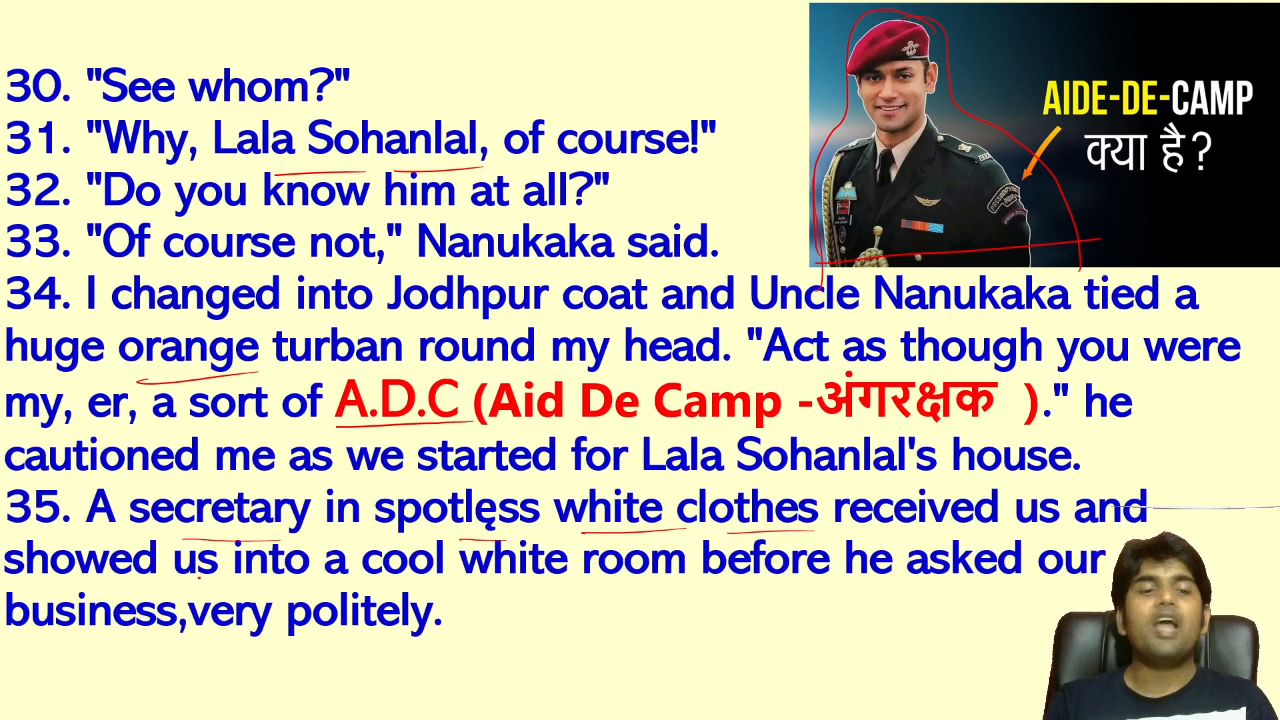 30. "See whom?"
31. "Why, Lala Sohanlal, of course!"
32. "Do you know him at all?"
33. "Of course not," Nanukaka said.
34. I changed into Jodhpur coat and Uncle Nanukaka tied a
huge orange turban round my head. "Act as though you were
my, er, a sort of A.D.C (Aid De Camp -अंगरक्षक )." he
cautioned me as we started for Lala Sohanlal's house.
35. A secretary in spotless white clothes received us and
showed us into a cool white room before he asked our
business,very politely.
AIDE-DE-CAMP
क्या है?